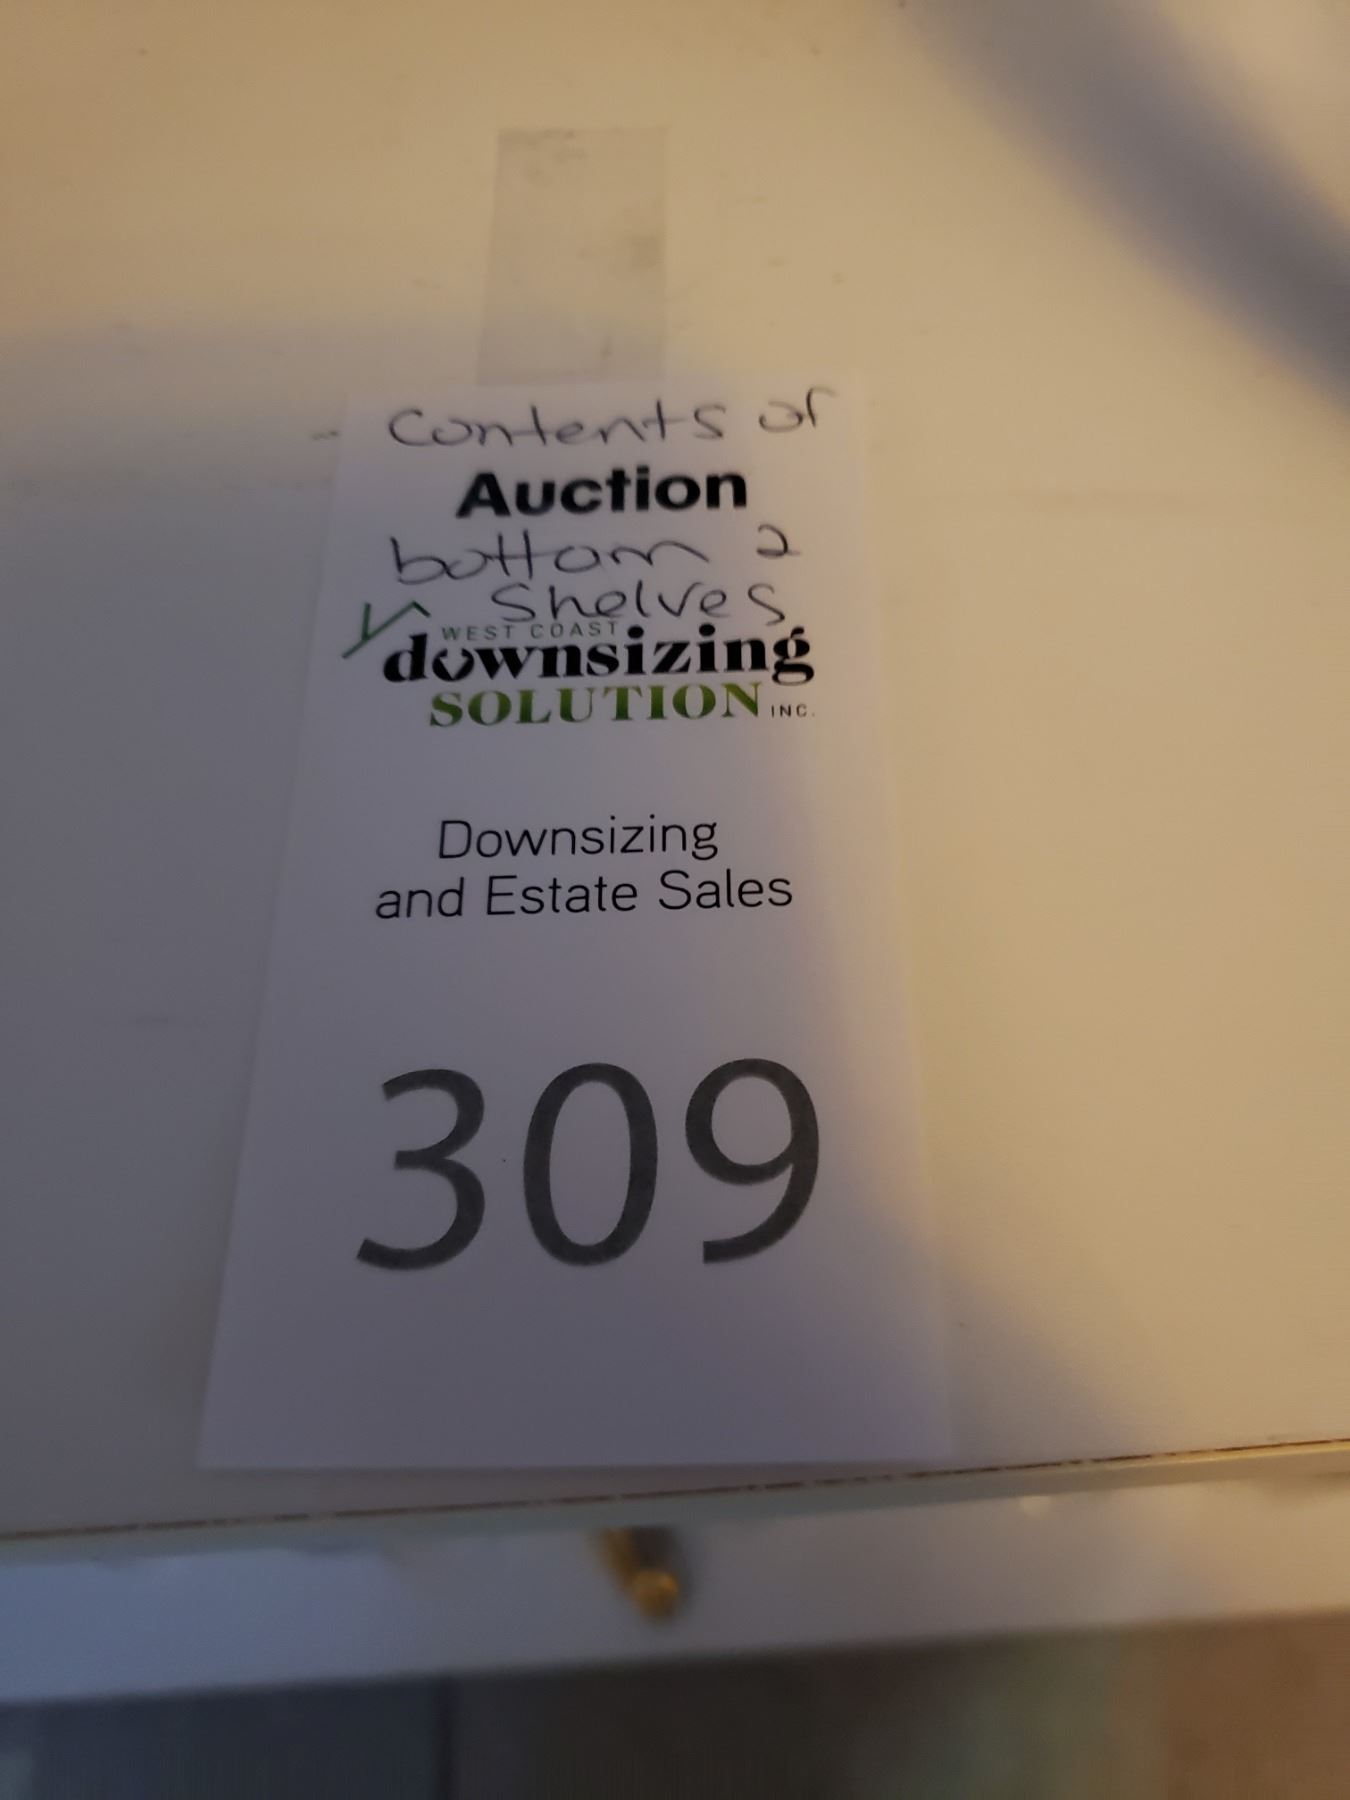 Contents of
Auction
bottom 2
Shelves
WEST COAST
downsizing
SOLUTION INC.
Downsizing
and Estate Sales
309